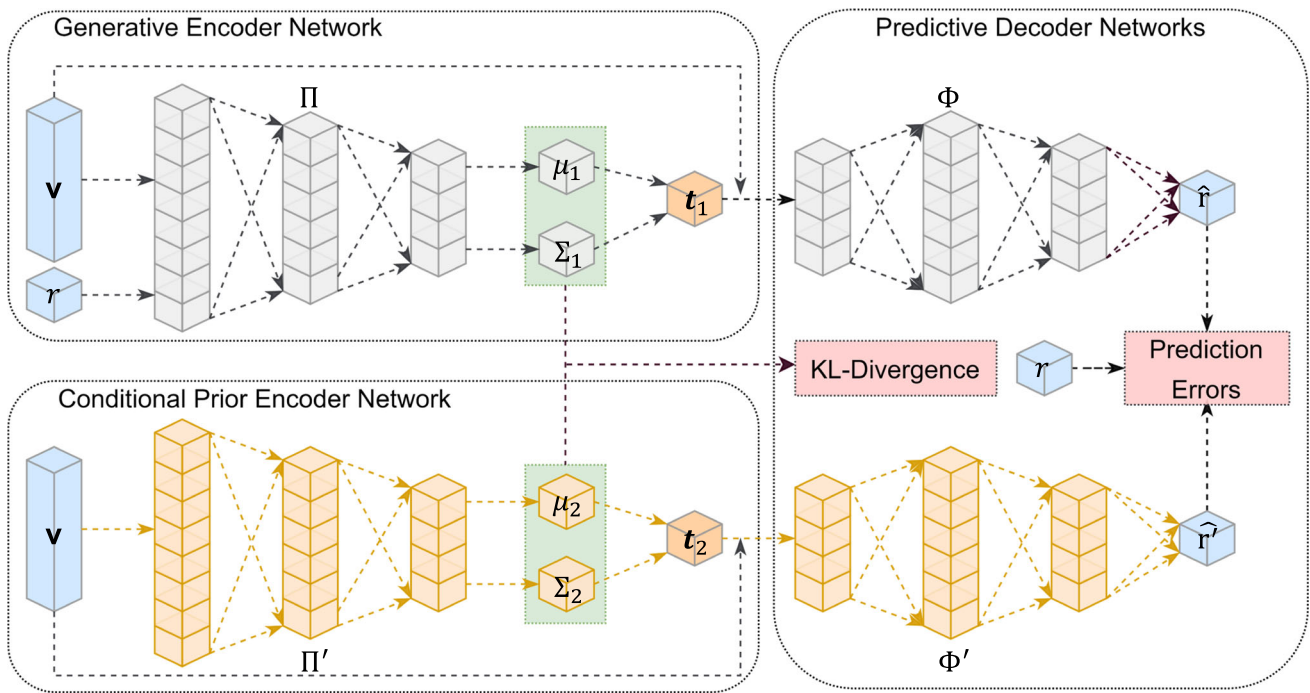 Generative Encoder Network
Predictive Decoder Networks
Π
Φ
v
r
μ₁
Σ₁
t₁
r̂
KL-Divergence
r
Prediction
Errors
Conditional Prior Encoder Network
v
μ₂
Σ₂
t₂
r̂′
Π′
Φ′